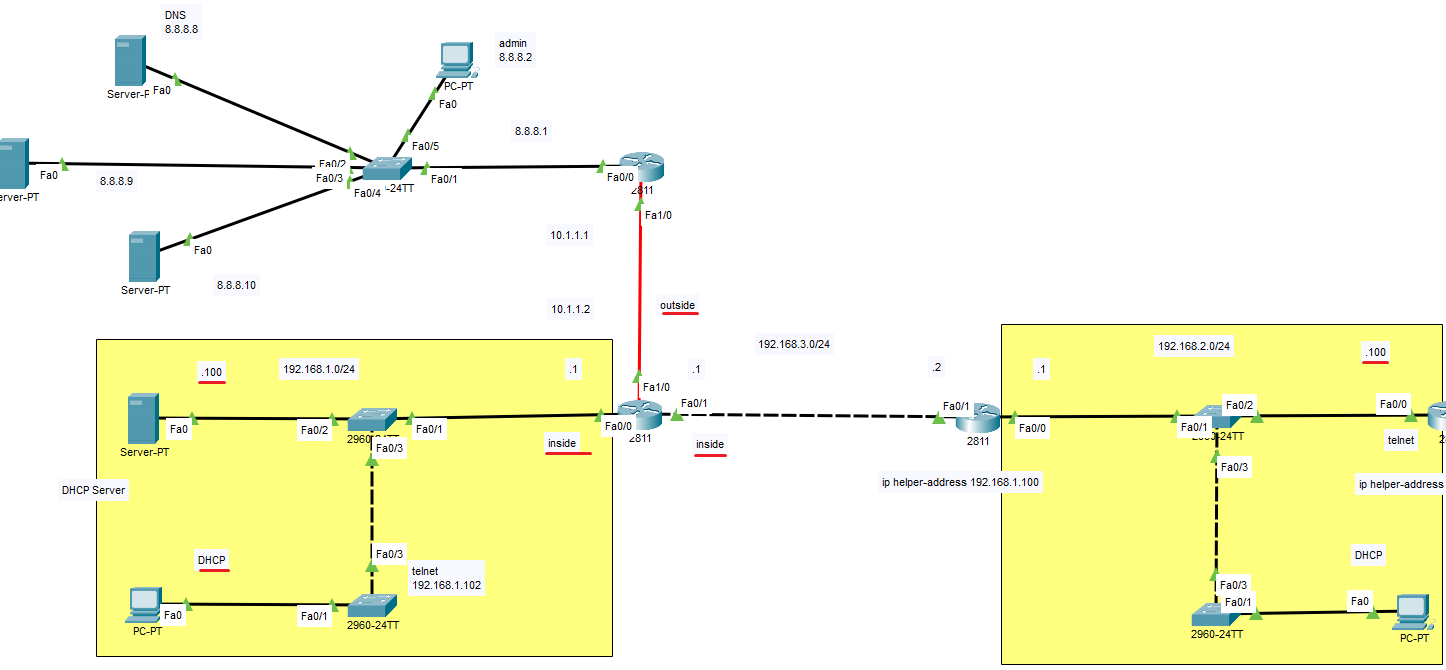 DNS
8.8.8.8
admin
8.8.8.2
Server-P
Fa0
PC-PT
Fa0
8.8.8.1
Fa0/5
Fa0/2
Fa0
8.8.8.9
Fa0/3
Fa0/4
-24TT
Fa0/1
Fa0/0
2811
erver-PT
Fa1/0
Fa0
10.1.1.1
Server-PT
8.8.8.10
10.1.1.2
outside
192.168.3.0/24
192.168.2.0/24
.100
192.168.1.0/24
.1
.1
.2
.1
.100
Fa1/0
Fa0/1
Fa0/1
Fa0/2
Fa0/0
Fa0
Fa0/2
2960-24TT
Fa0/1
Fa0/0
2811
Fa0/0
2811
Fa0/1
2960-24TT
telnet
2
Server-PT
Fa0/3
inside
inside
Fa0/3
DHCP Server
ip helper-address 192.168.1.100
ip helper-address
DHCP
Fa0/3
telnet
192.168.1.102
DHCP
Fa0
PC-PT
Fa0/1
2960-24TT
Fa0/3
Fa0/1
2960-24TT
Fa0
PC-PT